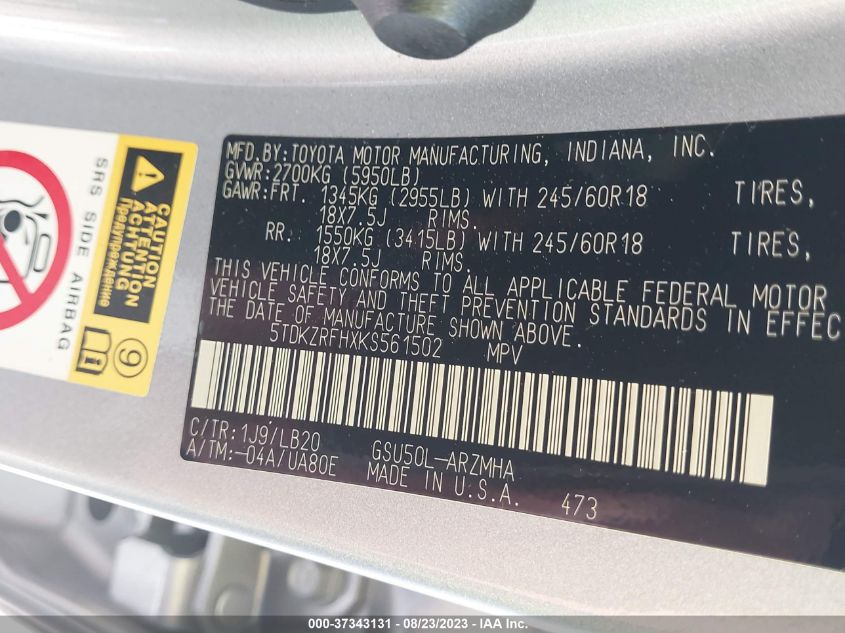 SRS SIDE AIRBAG
CAUTION
ATTENTION
ACHTUNG
Предупреждение
9
MFD.BY:TOYOTA MOTOR MANUFACTURING, INDIANA, INC.
GVWR:2700KG (5950LB)
GAWR:FRT. 1345KG (2955LB) WITH 245/60R18 TIRES,
18X7.5J RIMS.
RR. 1550KG (3415LB) WITH 245/60R18 TIRES,
18X7.5J RIMS.
THIS VEHICLE CONFORMS TO ALL APPLICABLE FEDERAL MOTOR
VEHICLE SAFETY AND THEFT PREVENTION STANDARDS IN EFFEC
THE DATE OF MANUFACTURE SHOWN ABOVE.
5TDKZRFHXKS561502 MPV
C/TR:1J9/LB20 GSU50L-ARZMHA
A/TM:-04A/UA80E MADE IN U.S.A. 473
000-37343131 - 08/23/2023 - IAA Inc.